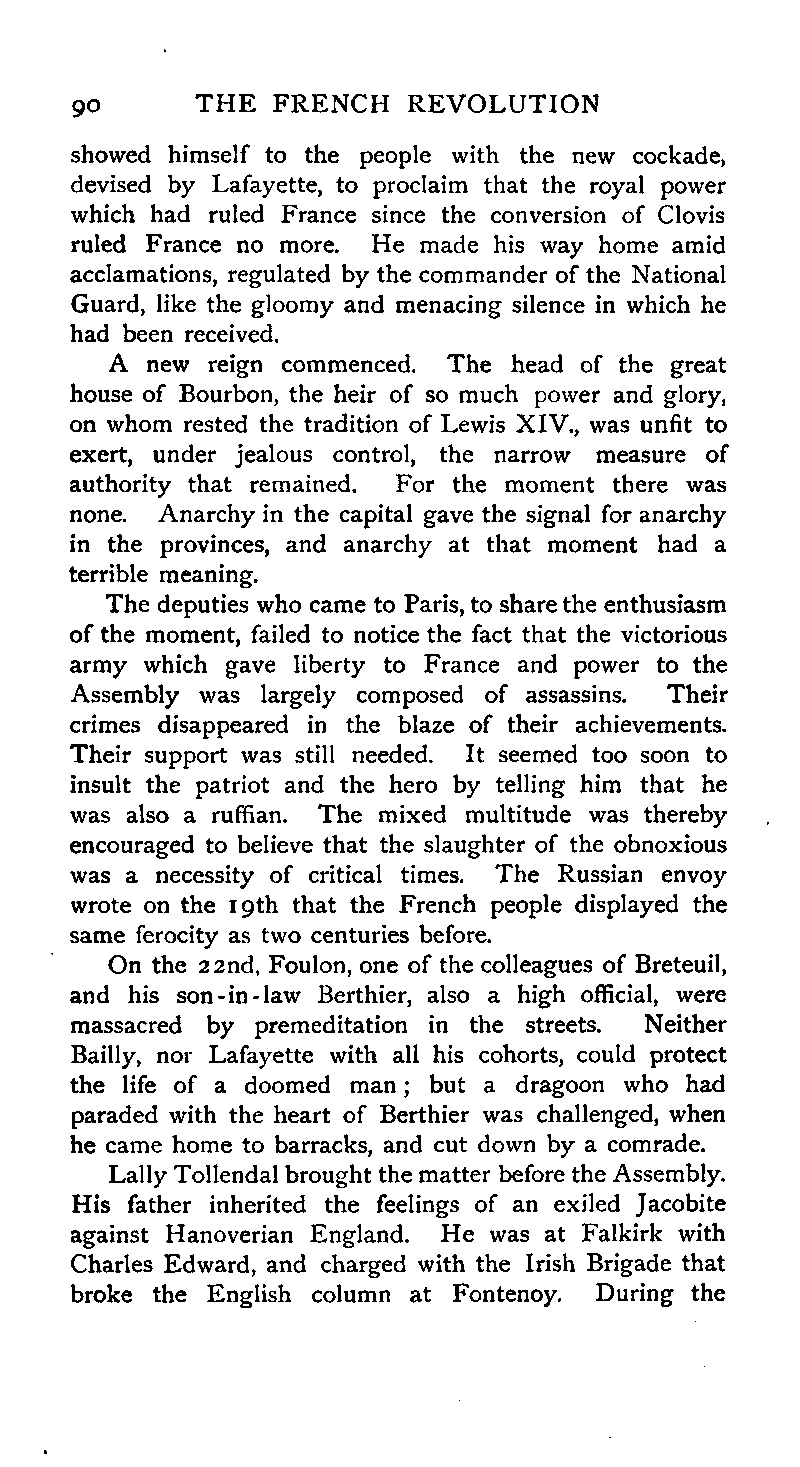 90 THE FRENCH REVOLUTION
showed himself to the people with the new cockade,
devised by Lafayette, to proclaim that the royal power
which had ruled France since the conversion of Clovis
ruled France no more. He made his way home amid
acclamations, regulated by the commander of the National
Guard, like the gloomy and menacing silence in which he
had been received.
A new reign commenced. The head of the great
house of Bourbon, the heir of so much power and glory,
on whom rested the tradition of Lewis XIV., was unfit to
exert, under jealous control, the narrow measure of
authority that remained. For the moment there was
none. Anarchy in the capital gave the signal for anarchy
in the provinces, and anarchy at that moment had a
terrible meaning.
The deputies who came to Paris, to share the enthusiasm
of the moment, failed to notice the fact that the victorious
army which gave liberty to France and power to the
Assembly was largely composed of assassins. Their
crimes disappeared in the blaze of their achievements.
Their support was still needed. It seemed too soon to
insult the patriot and the hero by telling him that he
was also a ruffian. The mixed multitude was thereby
encouraged to believe that the slaughter of the obnoxious
was a necessity of critical times. The Russian envoy
wrote on the 19th that the French people displayed the
same ferocity as two centuries before.
On the 22nd, Foulon, one of the colleagues of Breteuil,
and his son-in-law Berthier, also a high official, were
massacred by premeditation in the streets. Neither
Bailly, nor Lafayette with all his cohorts, could protect
the life of a doomed man; but a dragoon who had
paraded with the heart of Berthier was challenged, when
he came home to barracks, and cut down by a comrade.
Lally Tollendal brought the matter before the Assembly.
His father inherited the feelings of an exiled Jacobite
against Hanoverian England. He was at Falkirk with
Charles Edward, and charged with the Irish Brigade that
broke the English column at Fontenoy. During the